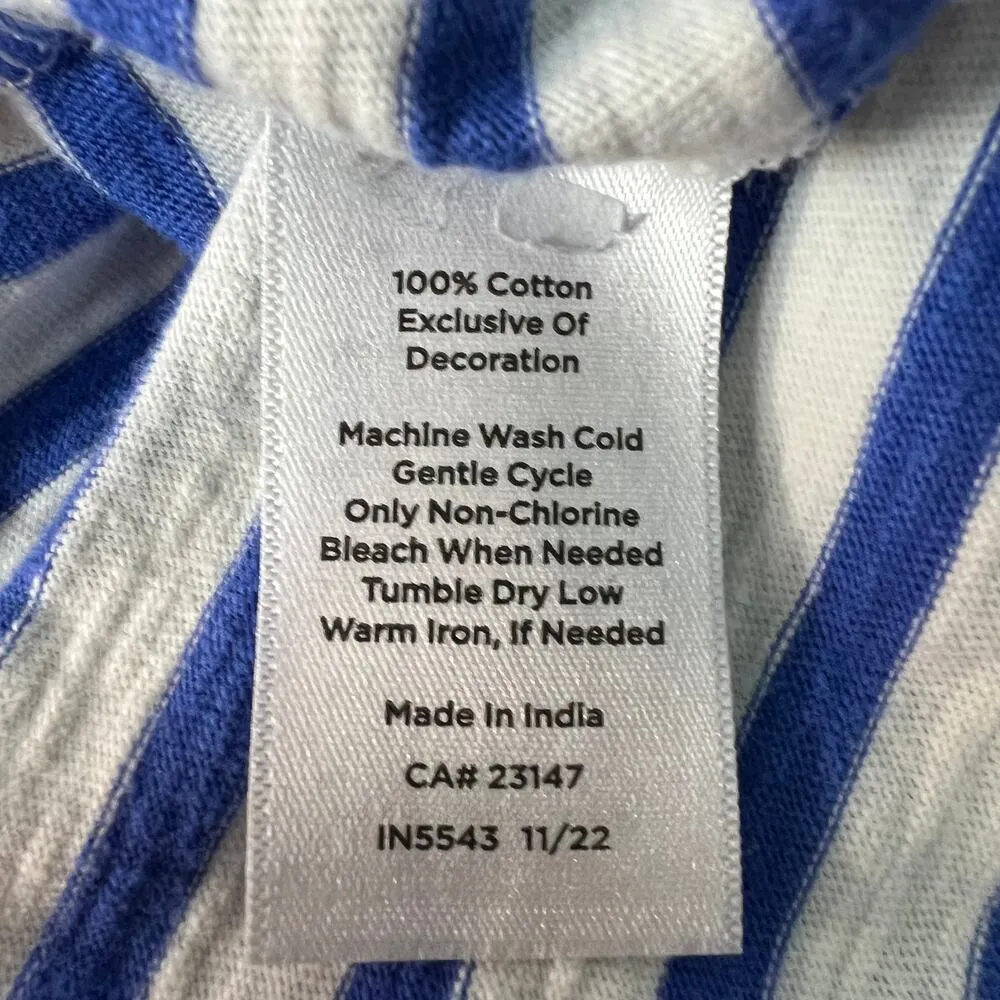 100% Cotton
Exclusive Of
Decoration
Machine Wash Cold
Gentle Cycle
Only Non-Chlorine
Bleach When Needed
Tumble Dry Low
Warm Iron, If Needed
Made In India
CA# 23147
IN5543 11/22